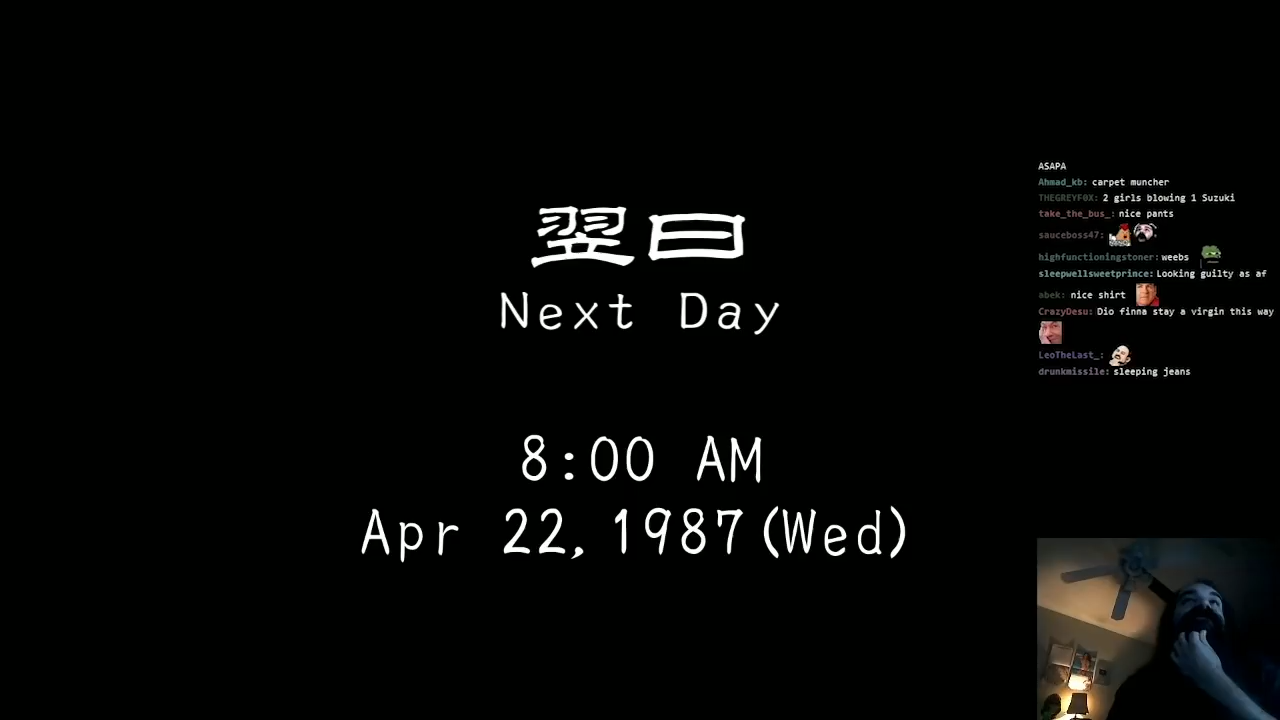 翌日
Next Day
8:00 AM
Apr 22, 1987(Wed)
ASAPA
Ahmad_kb: carpet muncher
THEGREYF0X: 2 girls blowing 1 Suzuki
take_the_bus_: nice pants
sauceboss47:
highfunctioningstoner: weebs
sleepwellsweetprince: Looking guilty as af
abek: nice shirt
CrazyDesu: Dio finna stay a virgin this way
LeoTheLast_:
drunkmissile: sleeping jeans